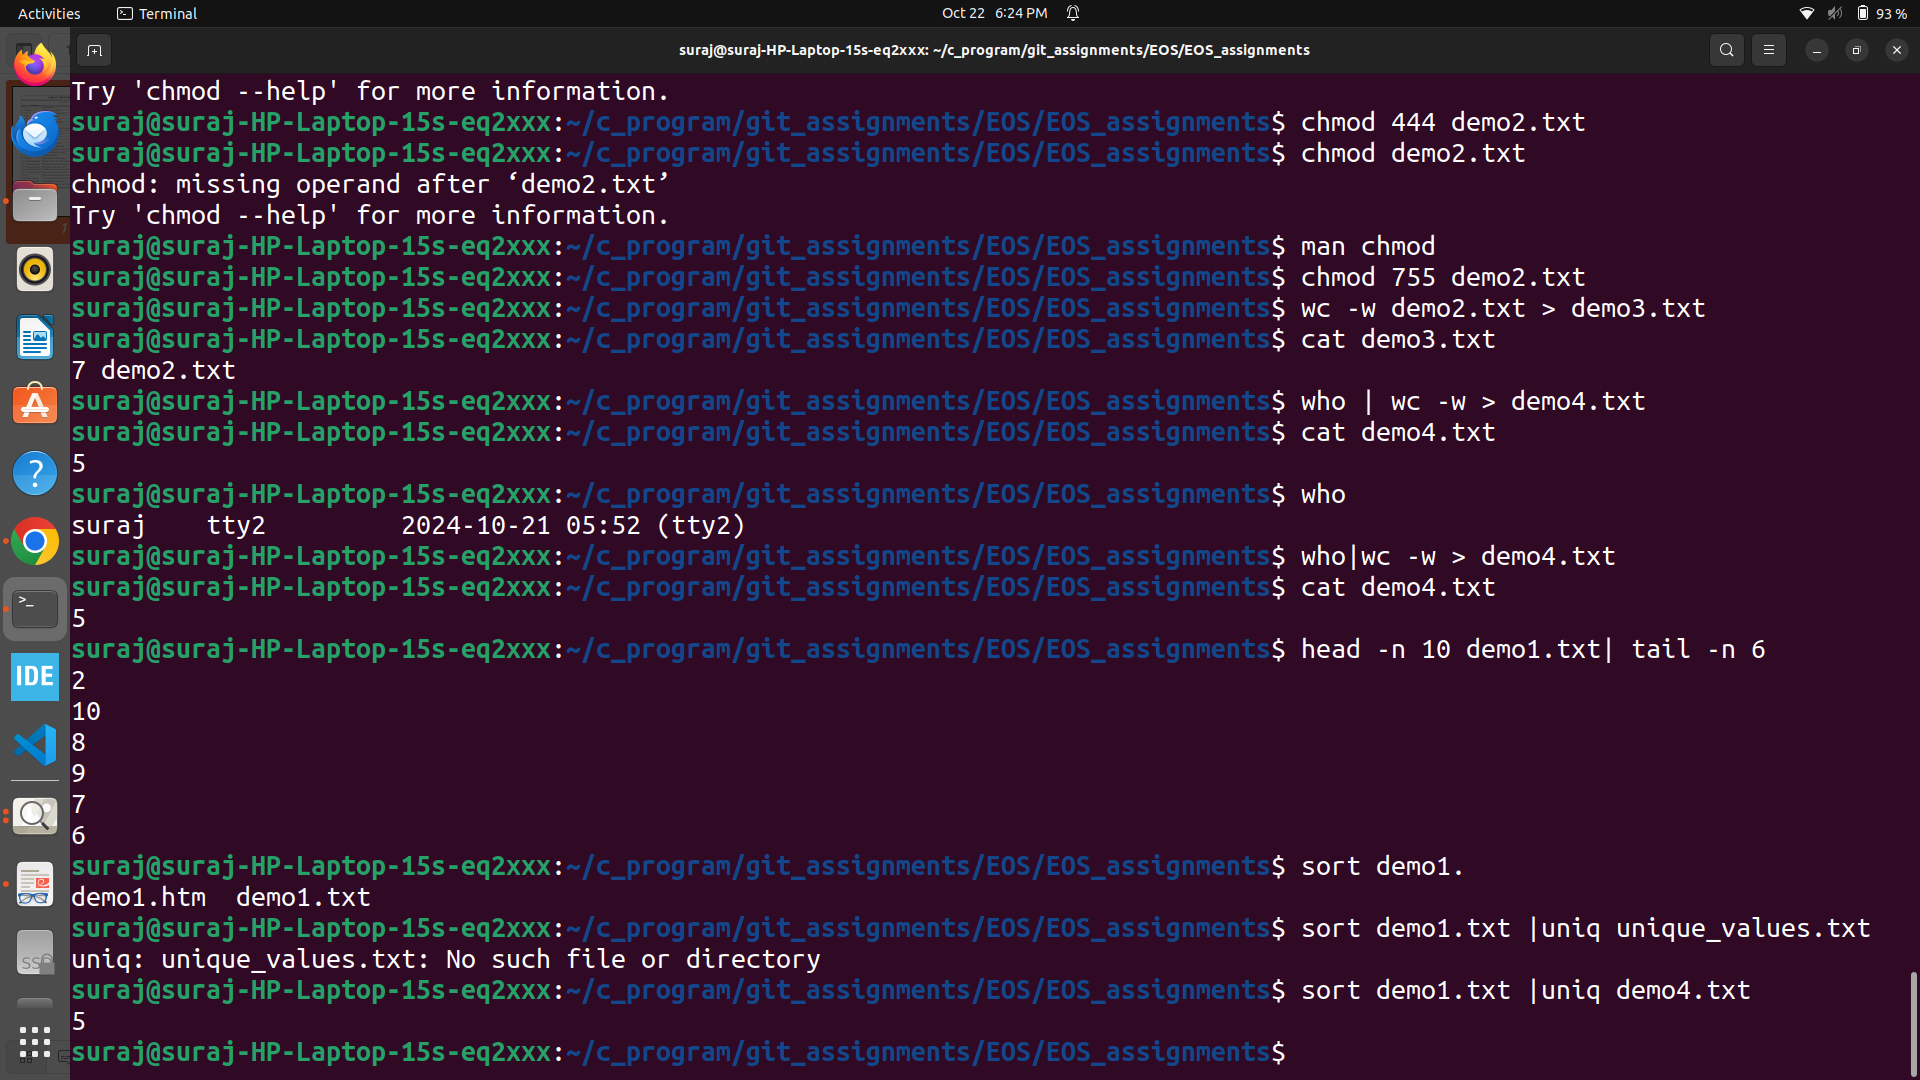 Activities Terminal Oct 22 6:24 PM 93 %
suraj@suraj-HP-Laptop-15s-eq2xxx: ~/c_program/git_assignments/EOS/EOS_assignments
Try 'chmod --help' for more information.
suraj@suraj-HP-Laptop-15s-eq2xxx:~/c_program/git_assignments/EOS/EOS_assignments$ chmod 444 demo2.txt
suraj@suraj-HP-Laptop-15s-eq2xxx:~/c_program/git_assignments/EOS/EOS_assignments$ chmod demo2.txt
chmod: missing operand after ‘demo2.txt’
Try 'chmod --help' for more information.
suraj@suraj-HP-Laptop-15s-eq2xxx:~/c_program/git_assignments/EOS/EOS_assignments$ man chmod
suraj@suraj-HP-Laptop-15s-eq2xxx:~/c_program/git_assignments/EOS/EOS_assignments$ chmod 755 demo2.txt
suraj@suraj-HP-Laptop-15s-eq2xxx:~/c_program/git_assignments/EOS/EOS_assignments$ wc -w demo2.txt > demo3.txt
suraj@suraj-HP-Laptop-15s-eq2xxx:~/c_program/git_assignments/EOS/EOS_assignments$ cat demo3.txt
7 demo2.txt
suraj@suraj-HP-Laptop-15s-eq2xxx:~/c_program/git_assignments/EOS/EOS_assignments$ who | wc -w > demo4.txt
suraj@suraj-HP-Laptop-15s-eq2xxx:~/c_program/git_assignments/EOS/EOS_assignments$ cat demo4.txt
5
suraj@suraj-HP-Laptop-15s-eq2xxx:~/c_program/git_assignments/EOS/EOS_assignments$ who
suraj    tty2         2024-10-21 05:52 (tty2)
suraj@suraj-HP-Laptop-15s-eq2xxx:~/c_program/git_assignments/EOS/EOS_assignments$ who|wc -w > demo4.txt
suraj@suraj-HP-Laptop-15s-eq2xxx:~/c_program/git_assignments/EOS/EOS_assignments$ cat demo4.txt
5
suraj@suraj-HP-Laptop-15s-eq2xxx:~/c_program/git_assignments/EOS/EOS_assignments$ head -n 10 demo1.txt| tail -n 6
2
10
8
9
7
6
suraj@suraj-HP-Laptop-15s-eq2xxx:~/c_program/git_assignments/EOS/EOS_assignments$ sort demo1.
demo1.htm  demo1.txt
suraj@suraj-HP-Laptop-15s-eq2xxx:~/c_program/git_assignments/EOS/EOS_assignments$ sort demo1.txt |uniq unique_values.txt
uniq: unique_values.txt: No such file or directory
suraj@suraj-HP-Laptop-15s-eq2xxx:~/c_program/git_assignments/EOS/EOS_assignments$ sort demo1.txt |uniq demo4.txt
5
suraj@suraj-HP-Laptop-15s-eq2xxx:~/c_program/git_assignments/EOS/EOS_assignments$
?
>_
IDE